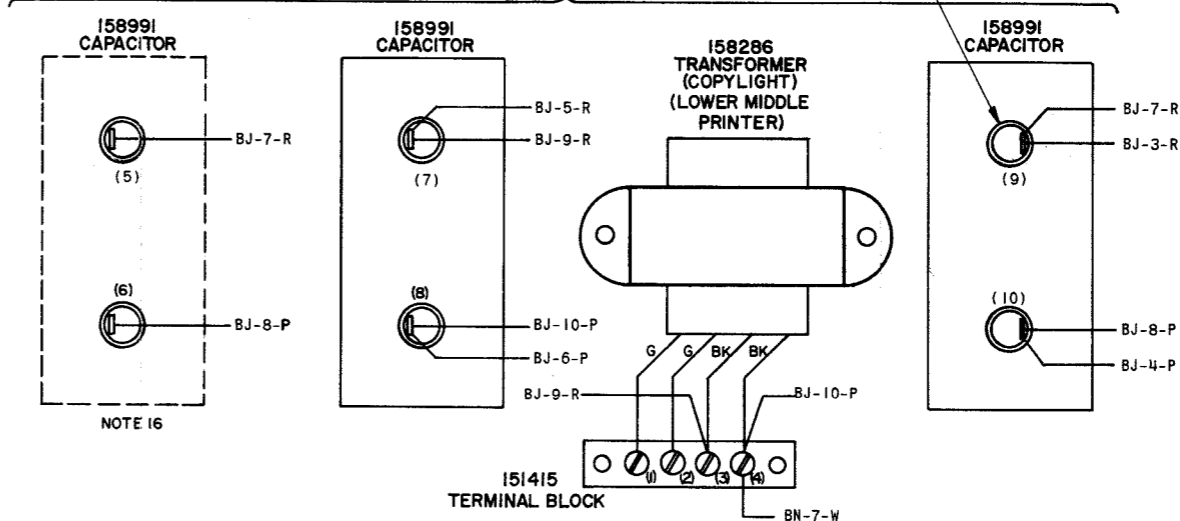 158991
CAPACITOR
(5)
BJ-7-R
(6)
BJ-8-P
NOTE 16
158991
CAPACITOR
BJ-5-R
BJ-9-R
(7)
(8)
BJ-10-P
BJ-6-P
158286
TRANSFORMER
(COPYLIGHT)
(LOWER MIDDLE
PRINTER)
G
G
BK
BK
BJ-9-R
BJ-10-P
(1)
(2)
(3)
(4)
151415
TERMINAL BLOCK
BN-7-W
158991
CAPACITOR
BJ-7-R
BJ-3-R
(9)
(10)
BJ-8-P
BJ-4-P